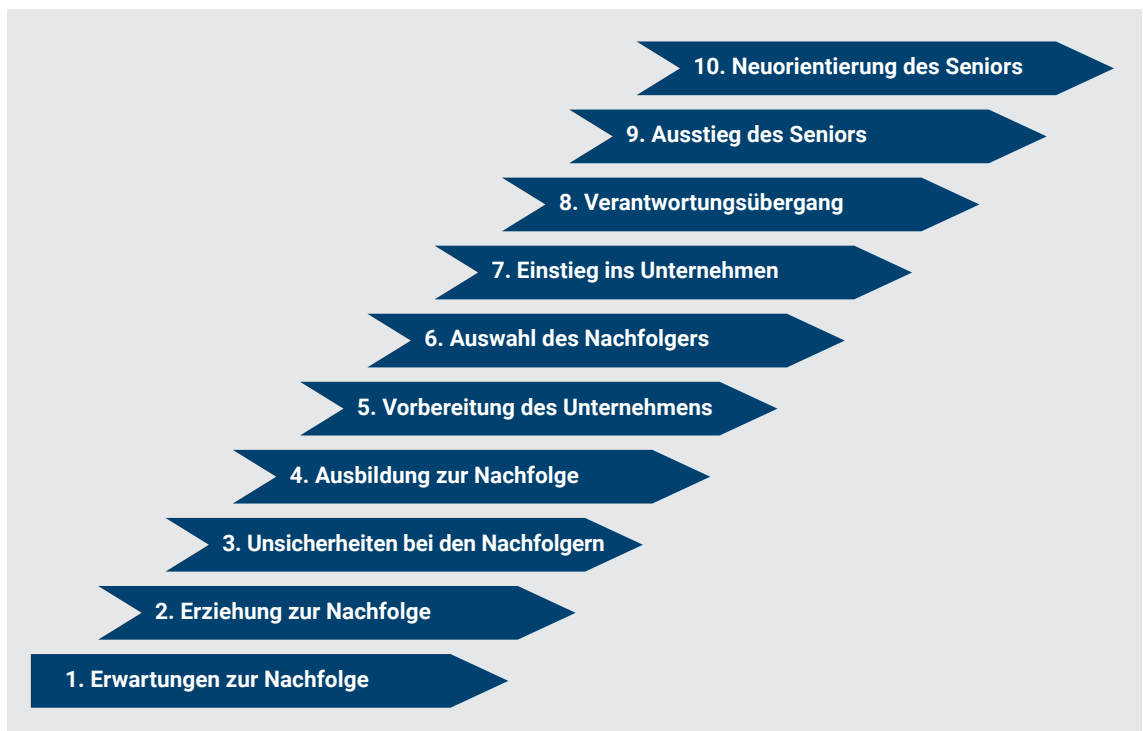 10. Neuorientierung des Seniors
9. Ausstieg des Seniors
8. Verantwortungsübergang
7. Einstieg ins Unternehmen
6. Auswahl des Nachfolgers
5. Vorbereitung des Unternehmens
4. Ausbildung zur Nachfolge
3. Unsicherheiten bei den Nachfolgern
2. Erziehung zur Nachfolge
1. Erwartungen zur Nachfolge